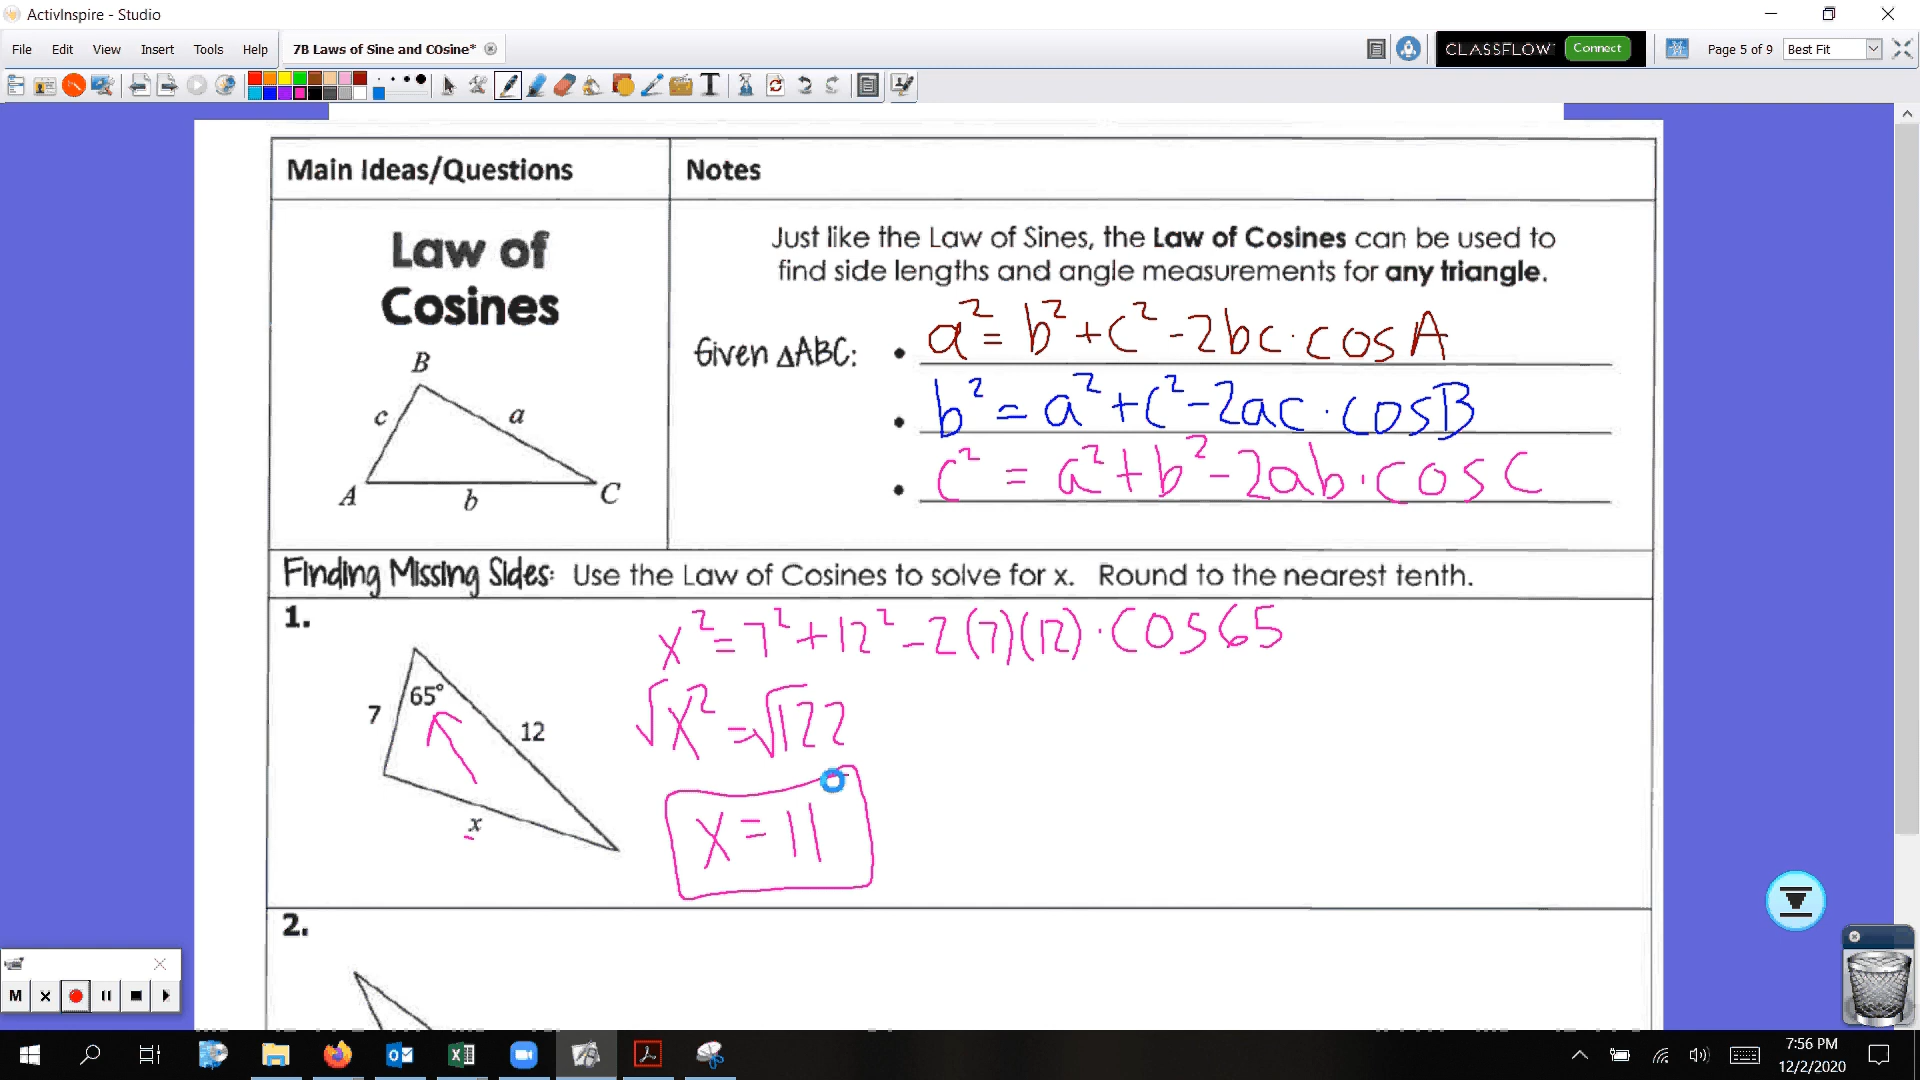 ActivInspire - Studio
File Edit View Insert Tools Help 7B Laws of Sine and COsine* CLASSFLOW Connect Page 5 of 9 Best Fit
T
Main Ideas/Questions Notes
Law of
Cosines
Just like the Law of Sines, the Law of Cosines can be used to
find side lengths and angle measurements for any triangle.
Given △ABC: • a² = b² + c² - 2bc · cos A
• b² = a² + c² - 2ac · cos B
• c² = a² + b² - 2ab · cos C
B
c a
A b C
Finding Missing Sides: Use the Law of Cosines to solve for x. Round to the nearest tenth.
1.
65°
7 12
x
x² = 7² + 12² - 2(7)(12) · cos 65
√x² = √122
x = 11
2.
M
7:56 PM
12/2/2020